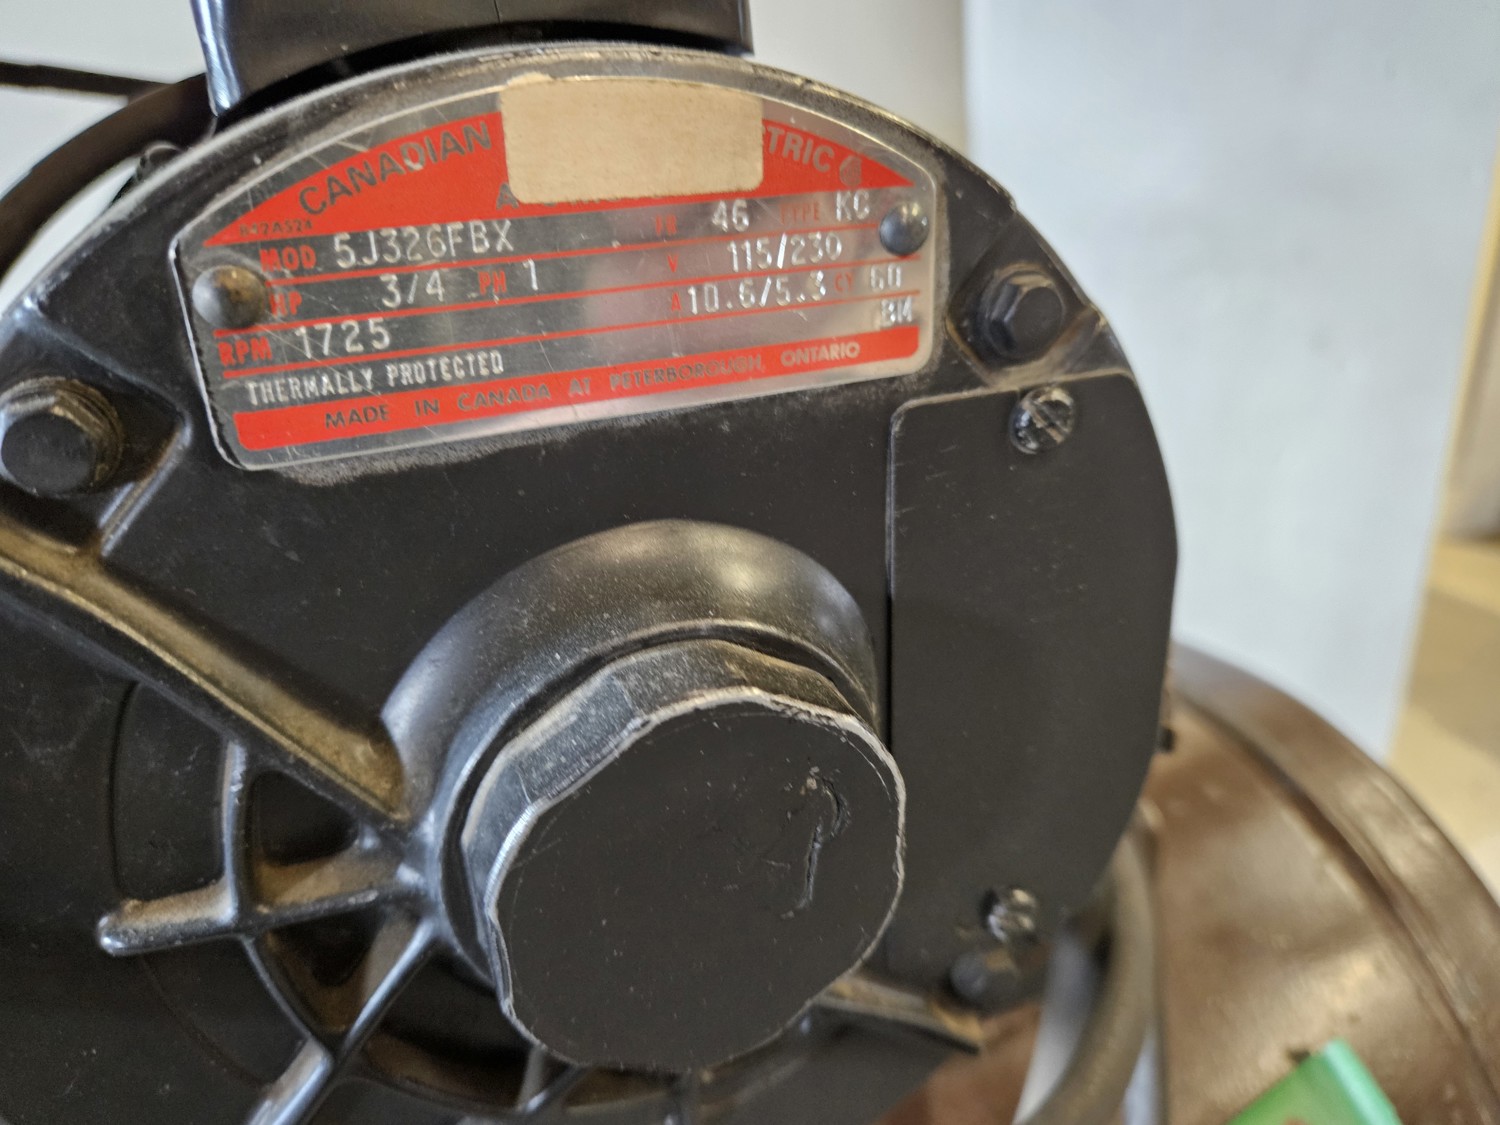 CANADIAN TRIC
MOD 5J326FBX FR 46 TYPE KC
HP 3/4 PH 1 V 115/230
RPM 1725 A 10.6/5.3 CY 60
THERMALLY PROTECTED BM
MADE IN CANADA AT PETERBOROUGH, ONTARIO